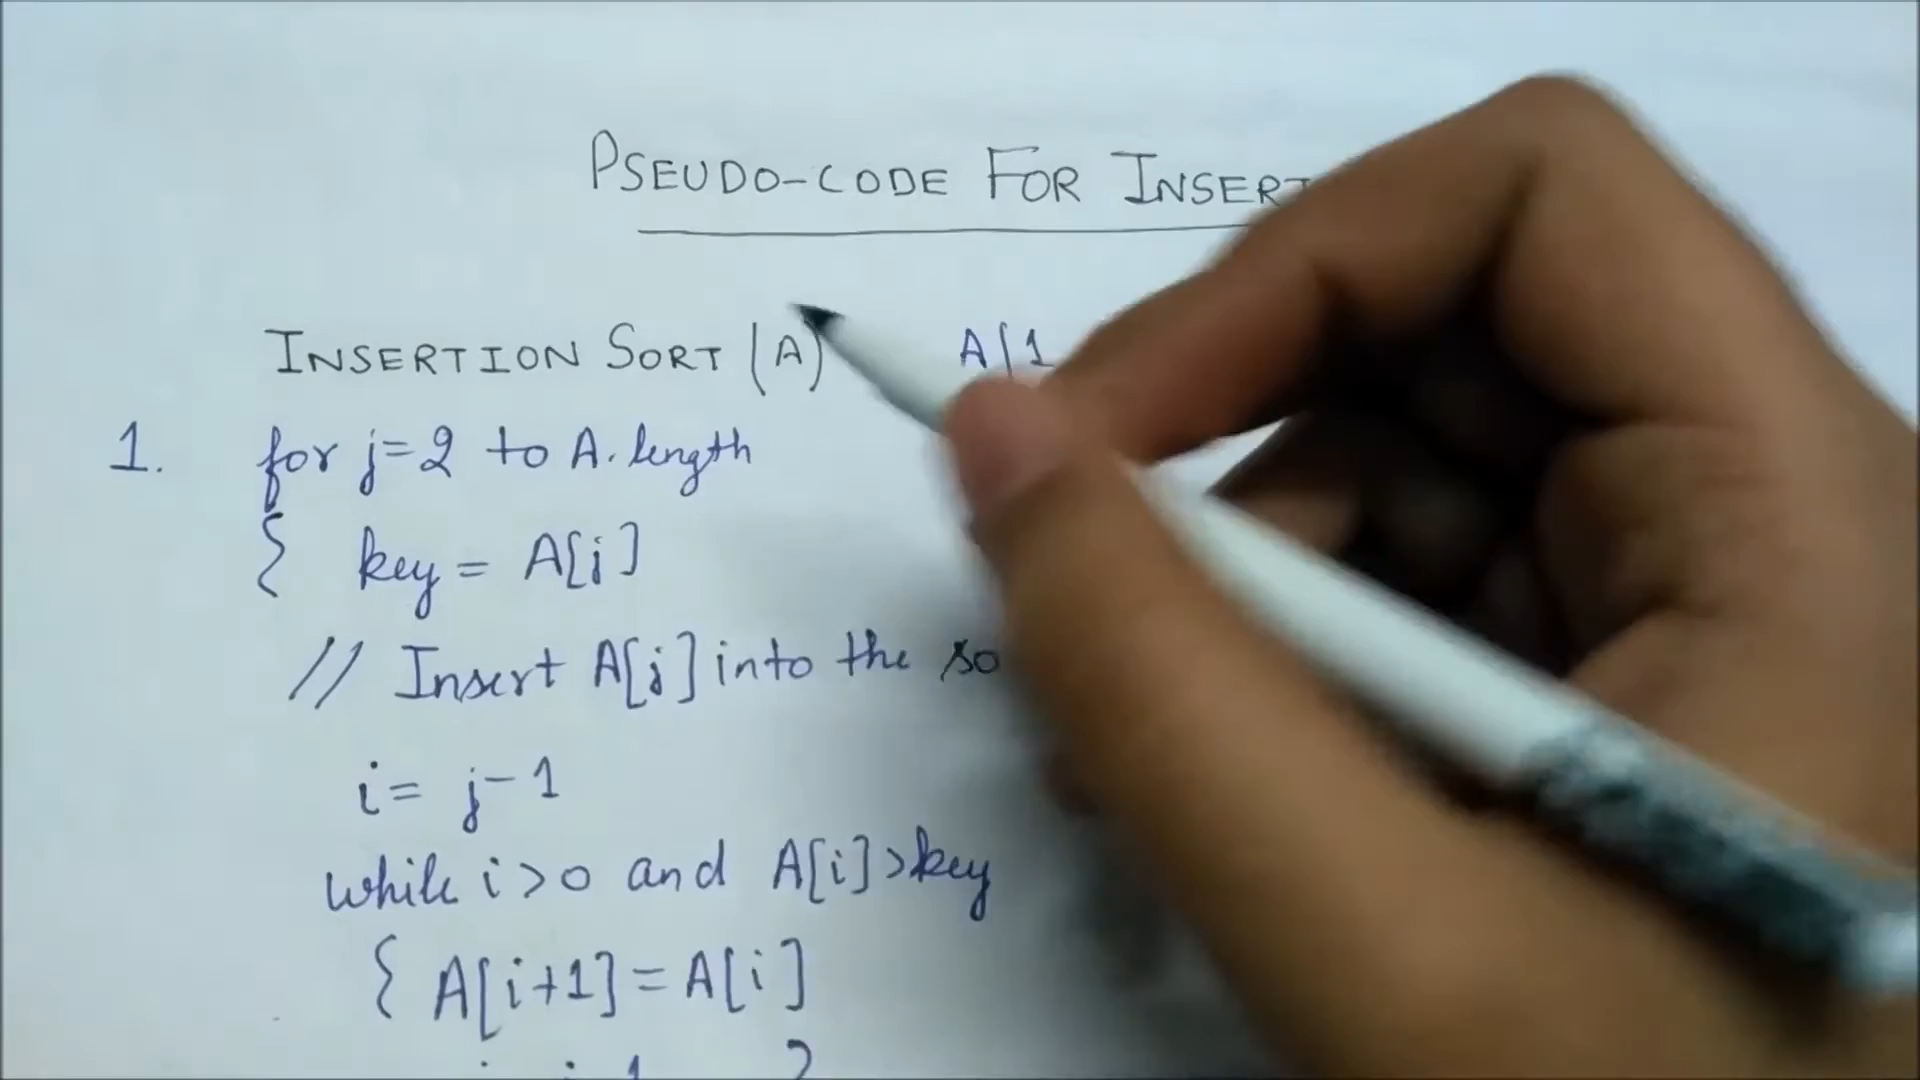 PSEUDO-CODE FOR INSERT
INSERTION SORT (A) A[1
1. for j=2 to A.length
{ key = A[j]
// Insert A[j] into the so
i = j-1
while i>0 and A[i]>key
{ A[i+1] = A[i]